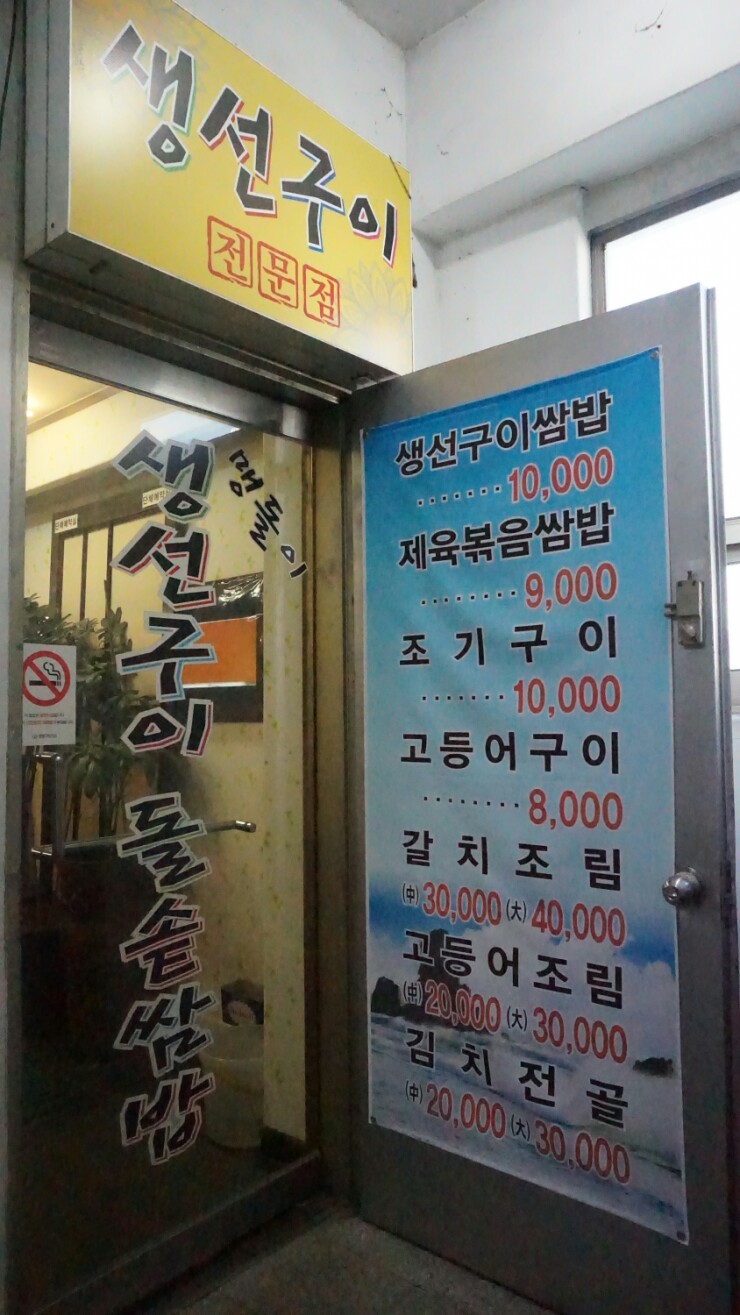 생선구이
전문점
생선구이 돌솥쌈밥
맹돌이
생선구이쌈밥
........10,000
제육볶음쌈밥
........9,000
조기구이
........10,000
고등어구이
........8,000
갈치조림
(中)30,000(大)40,000
고등어조림
(中)20,000(大)30,000
김치전골
(中)20,000(大)30,000